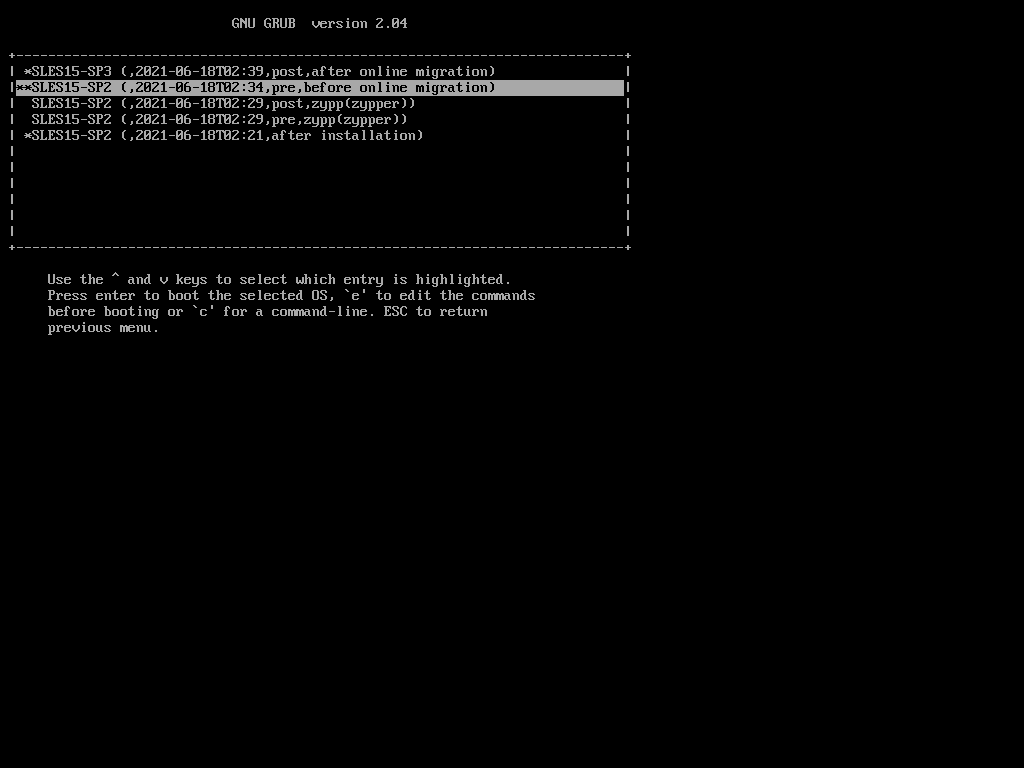 GNU GRUB  version 2.04
*SLES15-SP3 (,2021-06-18T02:39,post,after online migration)
**SLES15-SP2 (,2021-06-18T02:34,pre,before online migration)
SLES15-SP2 (,2021-06-18T02:29,post,zypp(zypper))
SLES15-SP2 (,2021-06-18T02:29,pre,zypp(zypper))
*SLES15-SP2 (,2021-06-18T02:21,after installation)
Use the ^ and v keys to select which entry is highlighted.
Press enter to boot the selected OS, `e' to edit the commands
before booting or `c' for a command-line. ESC to return
previous menu.